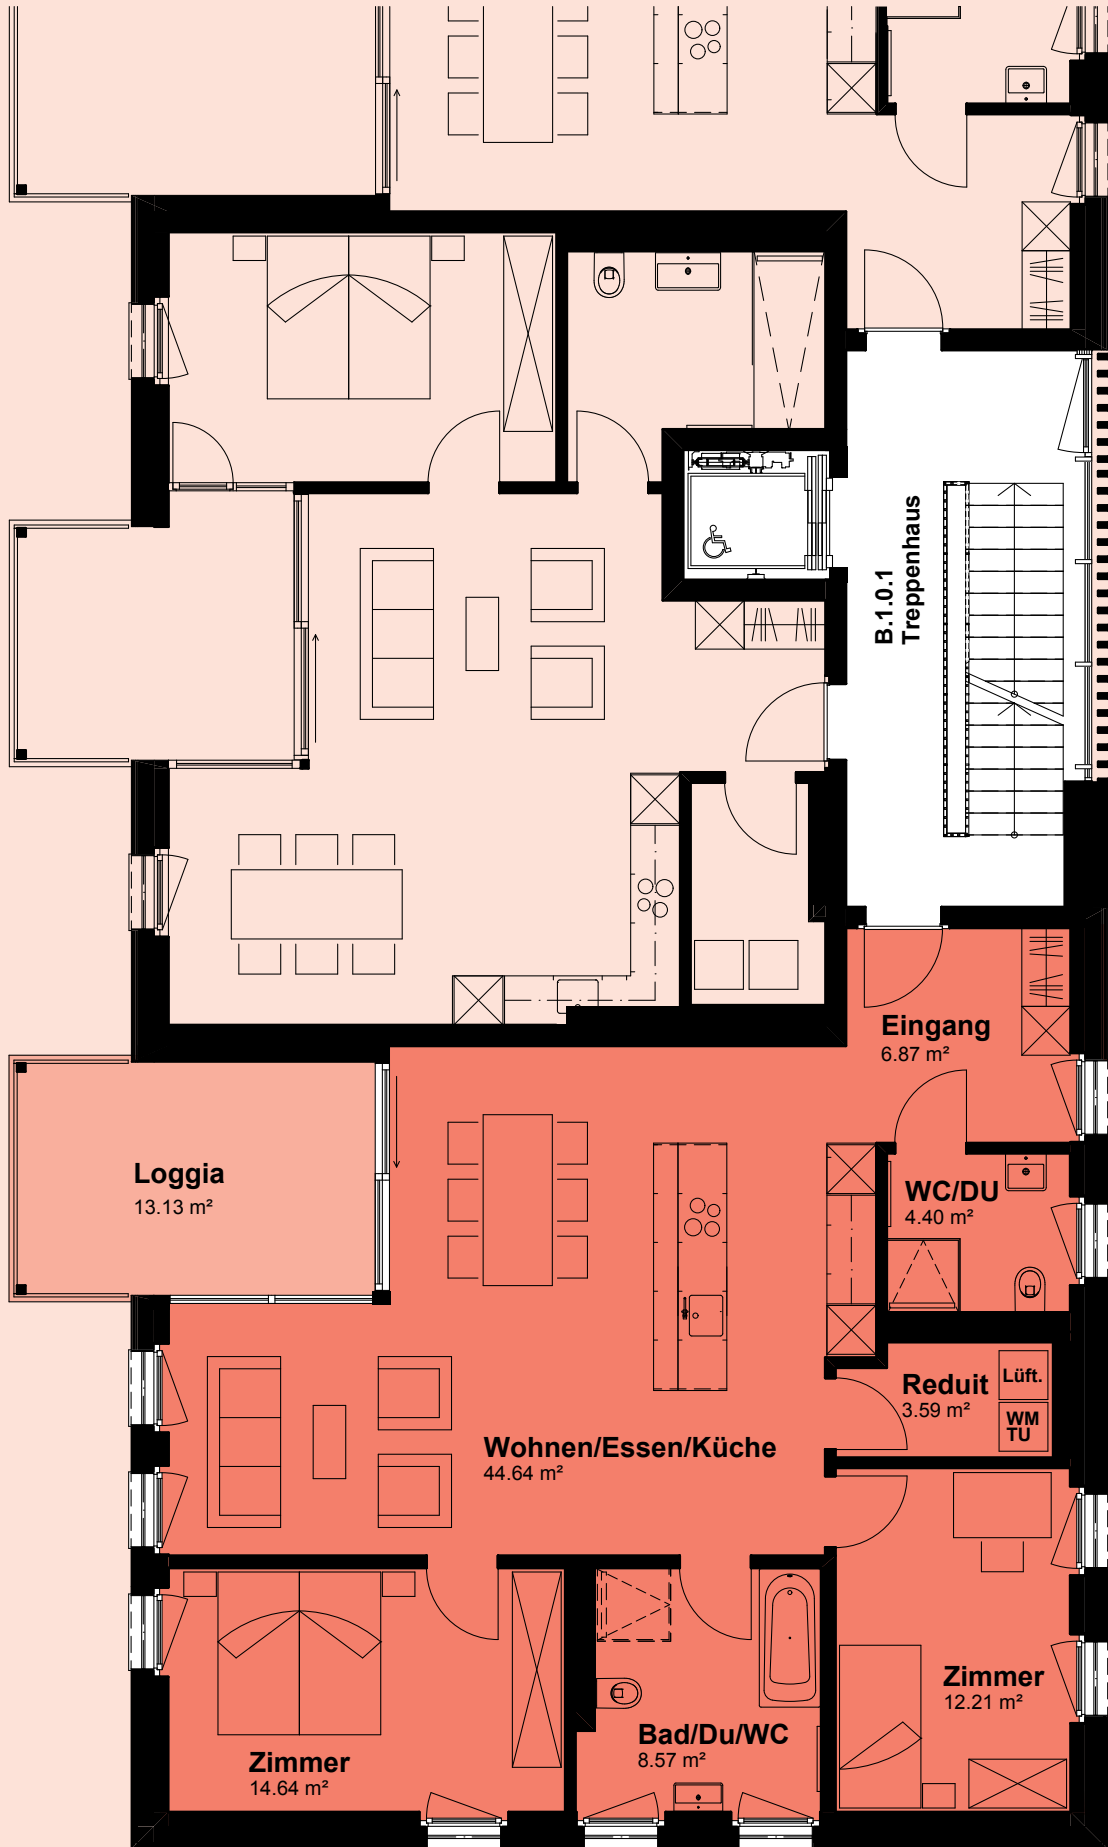 B.1.0.1
Treppenhaus
Eingang
6.87 m²
Loggia
13.13 m²
WC/DU
4.40 m²
Reduit
3.59 m²
Lüft.
WM
TU
Wohnen/Essen/Küche
44.64 m²
Zimmer
12.21 m²
Bad/Du/WC
8.57 m²
Zimmer
14.64 m²